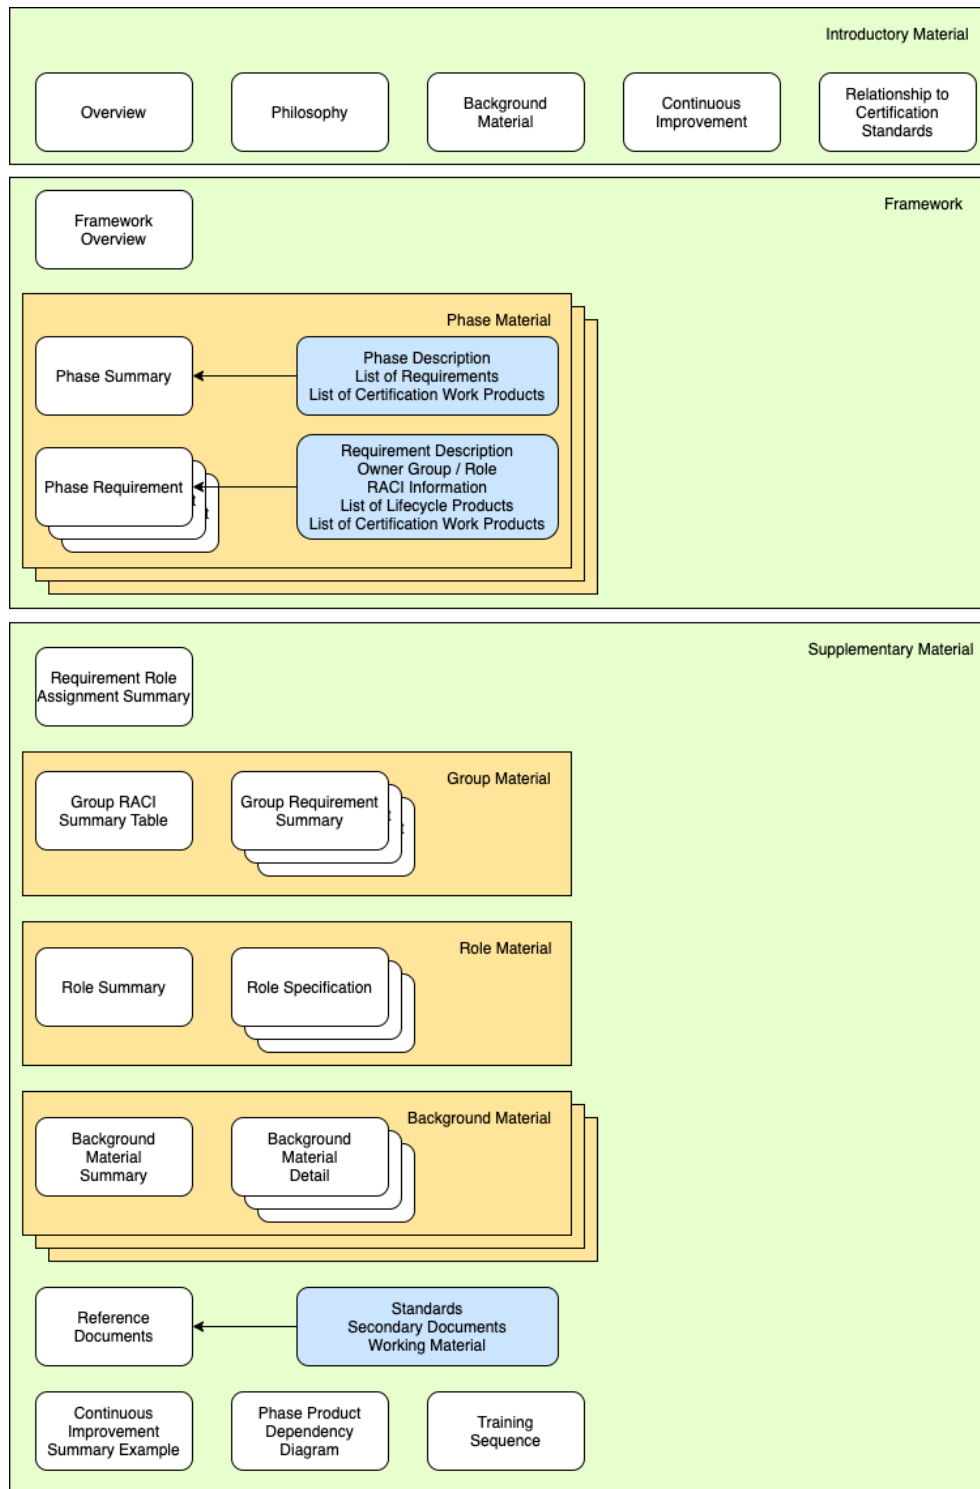 Introductory Material
Overview
Philosophy
Background
Material
Continuous
Improvement
Relationship to
Certification
Standards
Framework
Framework
Overview
Phase Material
Phase Summary
Phase Description
List of Requirements
List of Certification Work Products
Phase Requirement
t
t
Requirement Description
Owner Group / Role
RACI Information
List of Lifecycle Products
List of Certification Work Products
Supplementary Material
Requirement Role
Assignment Summary
Group Material
Group RACI
Summary Table
Group Requirement
Summary
t
t
Role Material
Role Summary
Role Specification
Background Material
Background
Material
Summary
Background
Material
Detail
Reference
Documents
Standards
Secondary Documents
Working Material
Continuous
Improvement
Summary Example
Phase Product
Dependency
Diagram
Training
Sequence